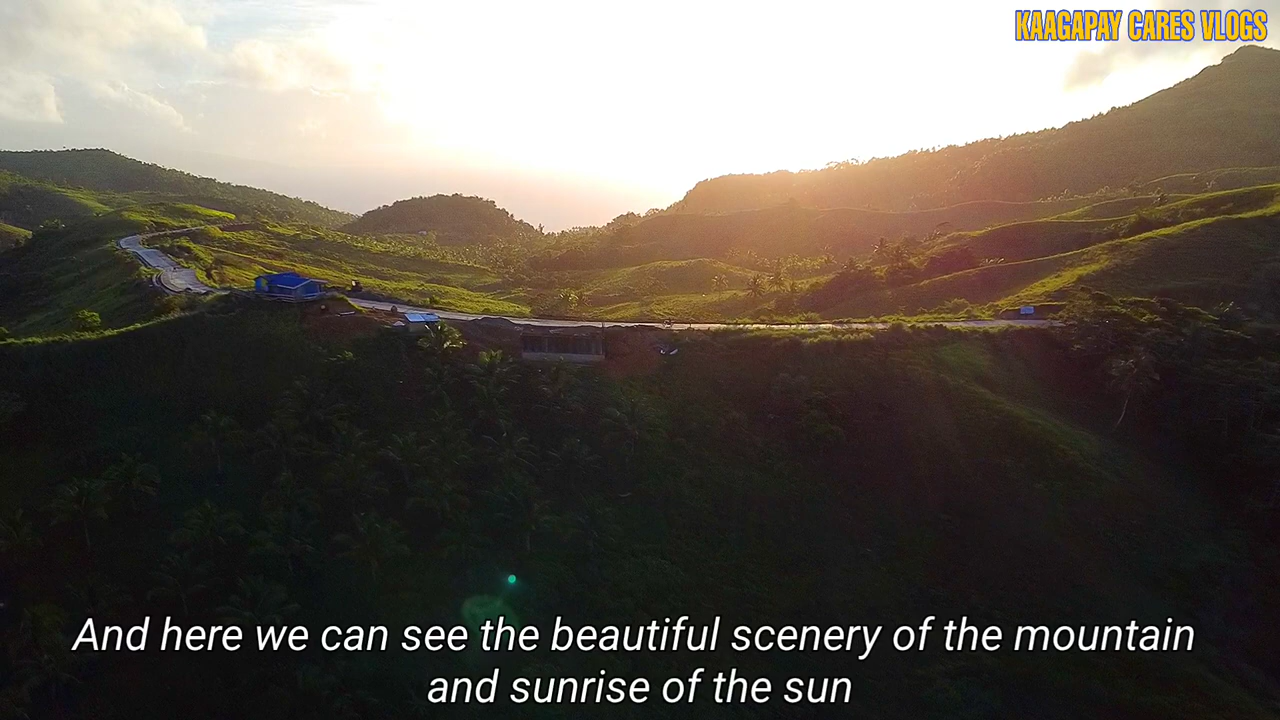 KAAGAPAY CARES VLOGS
And here we can see the beautiful scenery of the mountain
and sunrise of the sun